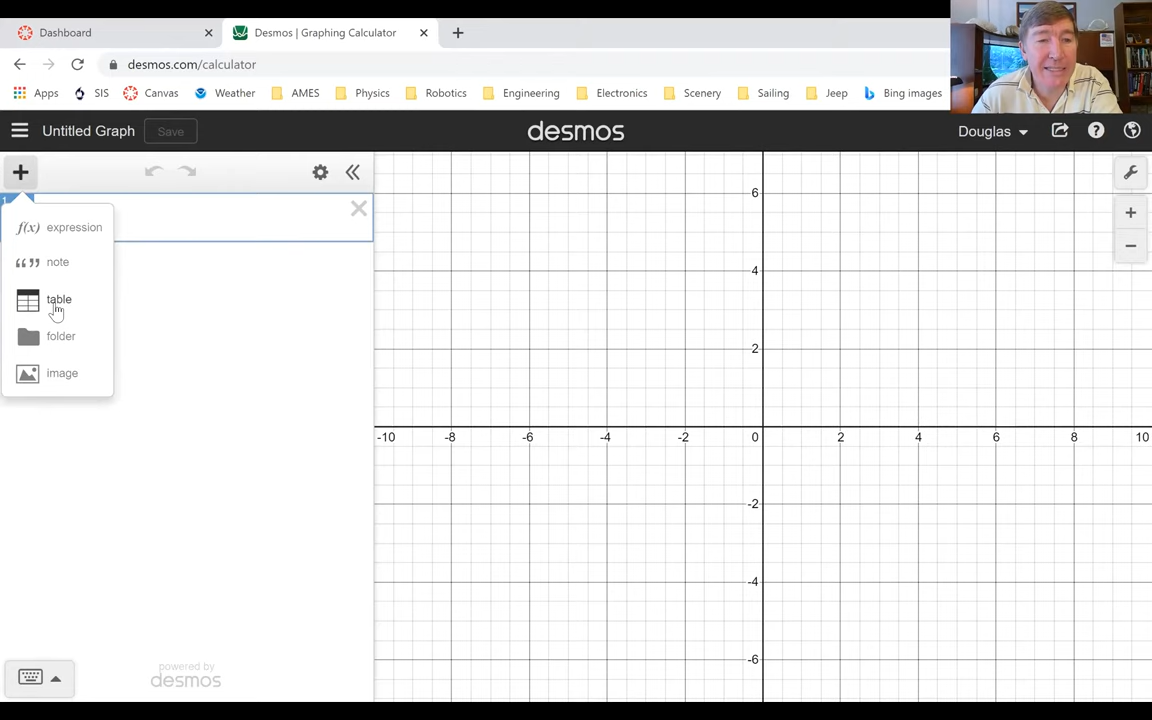 Dashboard
Desmos | Graphing Calculator
desmos.com/calculator
Apps SIS Canvas Weather AMES Physics Robotics Engineering Electronics Scenery Sailing Jeep Bing images
Untitled Graph Save desmos Douglas
1
f(x) expression
note
table
folder
image
6
4
2
-10 -8 -6 -4 -2 0 2 4 6 8 10
-2
-4
-6
powered by
desmos